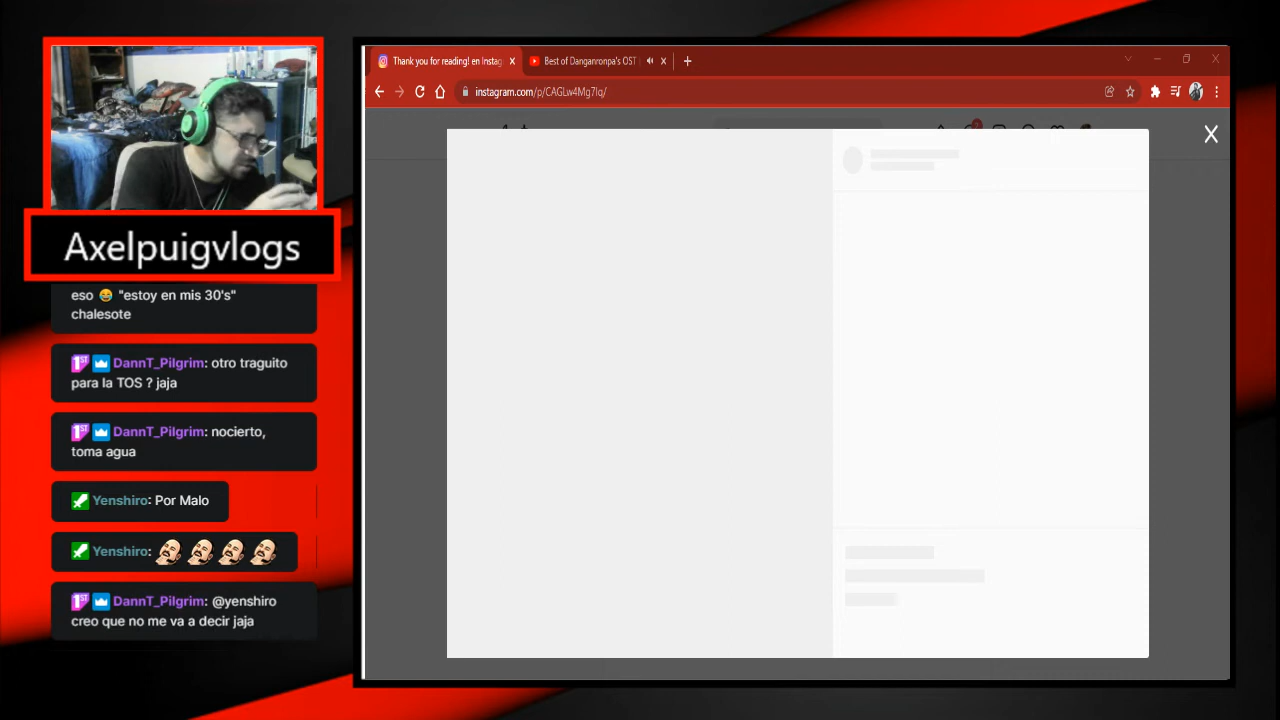 Axelpuigvlogs
eso 😂 "estoy en mis 30's"
chalesote
DannT_Pilgrim: otro traguito
para la TOS ? jaja
DannT_Pilgrim: nocierto,
toma agua
Yenshiro: Por Malo
Yenshiro:
DannT_Pilgrim: @yenshiro
creo que no me va a decir jaja
Thank you for reading! en Instag
Best of Danganronpa's OST
instagram.com/p/CAGLw4Mg7Iq/